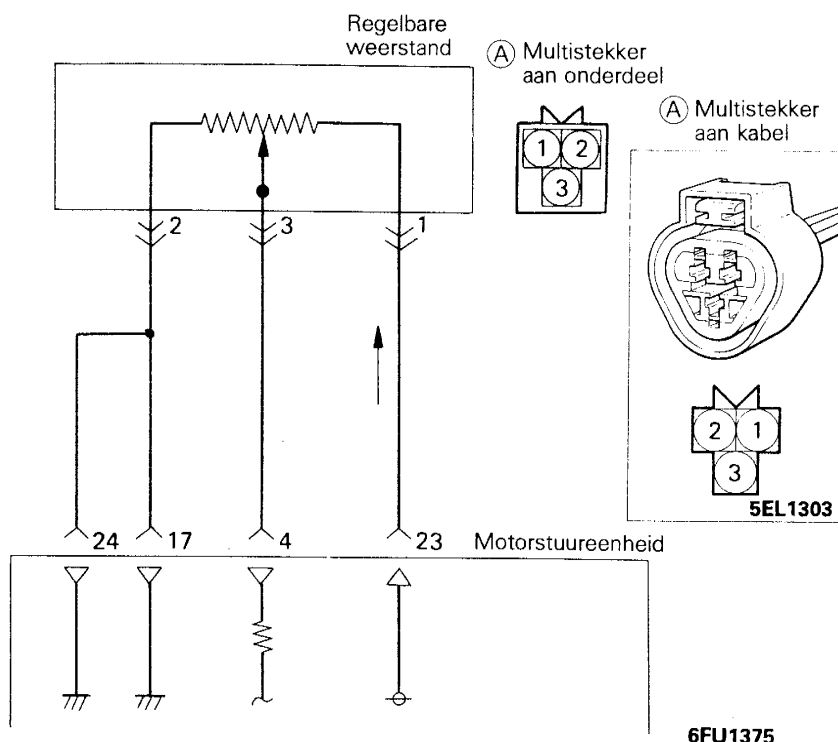 Regelbare
weerstand
Ⓐ Multistekker
aan onderdeel
1 2
3
Ⓐ Multistekker
aan kabel
2 3 1
2 1
3
5EL1303
24 17 4 23 Motorstuureenheid
6FU1375